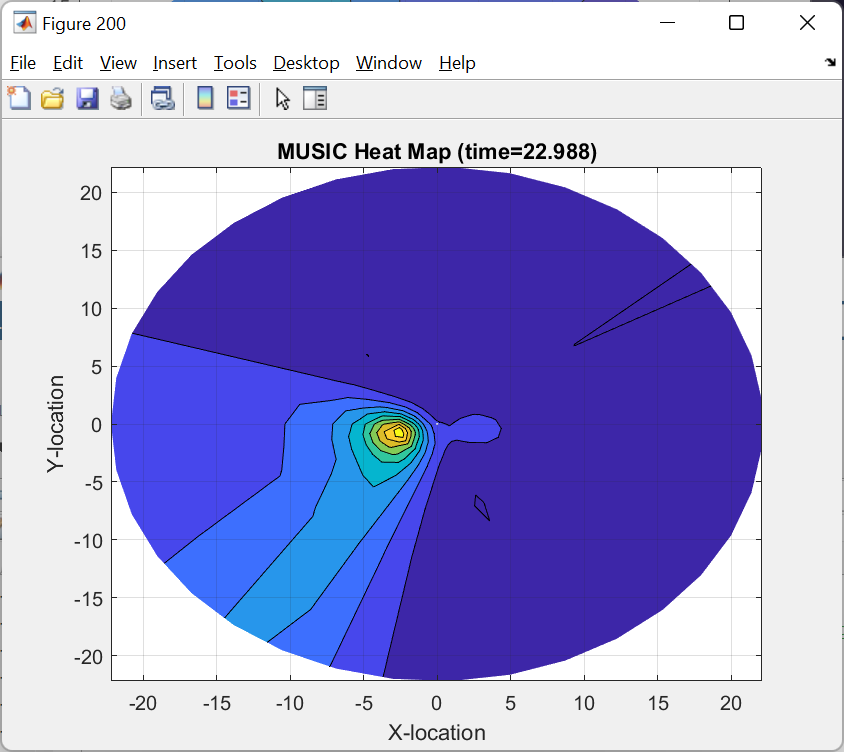 Figure 200
File Edit View Insert Tools Desktop Window Help
MUSIC Heat Map (time=22.988)
20
15
10
5
0
-5
-10
-15
-20
Y-location
-20 -15 -10 -5 0 5 10 15 20
X-location